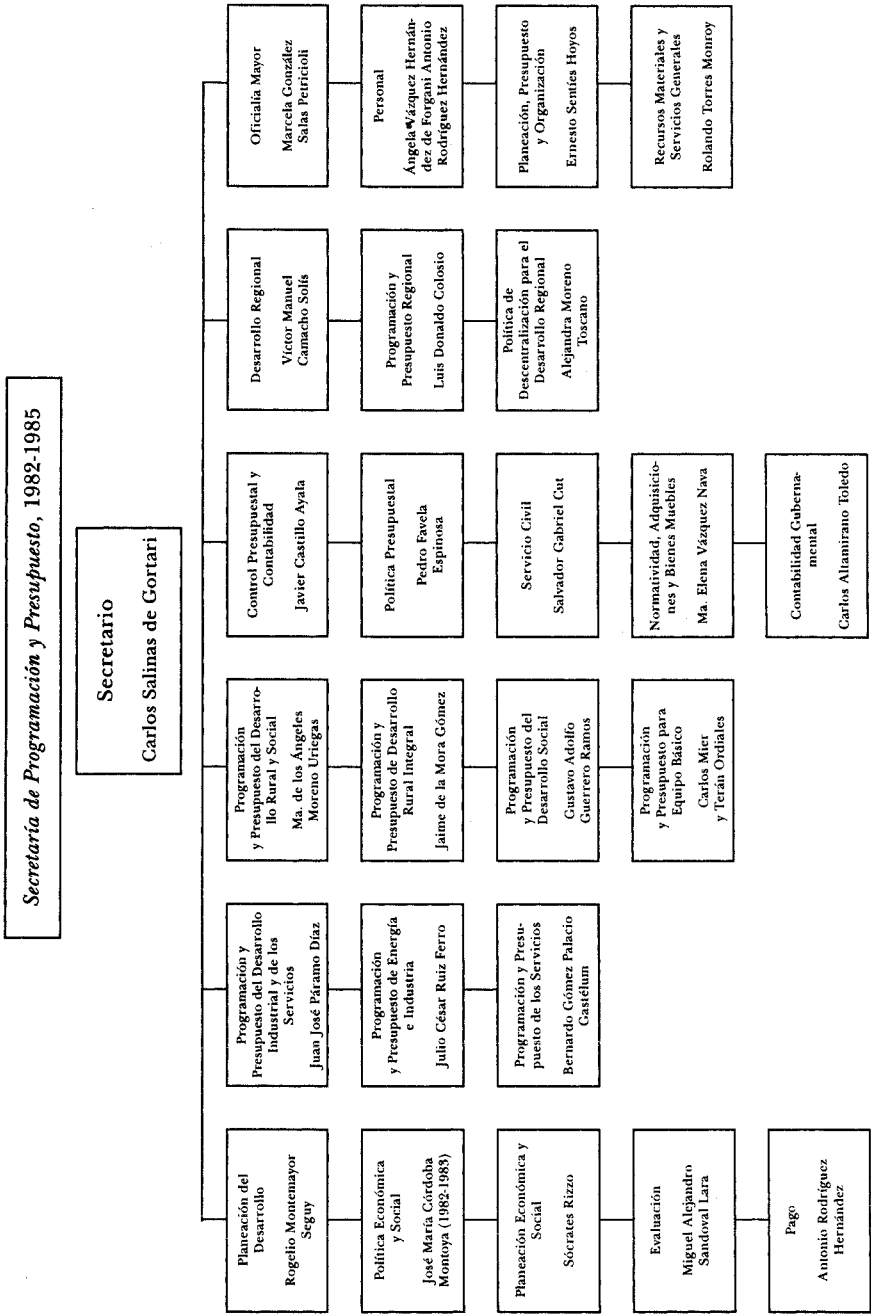 Secretaría de Programación y Presupuesto, 1982-1985
Secretario
Carlos Salinas de Gortari
Planeación del
Desarrollo
Rogelio Montemayor
Seguy
Política Económica
y Social
José María Córdoba
Montoya (1982-1983)
Planeación Económica y
Social
Sócrates Rizzo
Evaluación
Miguel Alejandro
Sandoval Lara
Pago
Antonio Rodríguez
Hernández
Programación y
Presupuesto del Desarrollo
Industrial y de los
Servicios
Juan José Páramo Díaz
Programación
y Presupuesto de Energía
e Industria
Julio César Ruiz Ferro
Programación y Presu-
puesto de los Servicios
Bernardo Gómez Palacio
Gastélum
Programación
y Presupuesto del Desarro-
llo Rural y Social
Ma. de los Ángeles
Moreno Uriegas
Programación y
Presupuesto de Desarrollo
Rural Integral
Jaime de la Mora Gómez
Programación
y Presupuesto del
Desarrollo Social
Gustavo Adolfo
Guerrero Ramos
Programación
y Presupuesto para
Equipo Básico
Carlos Mier
y Terán Ordiales
Control Presupuestal y
Contabilidad
Javier Castillo Ayala
Política Presupuestal
Pedro Favela
Espinosa
Servicio Civil
Salvador Gabriel Cut
Normatividad, Adquisicio-
nes y Bienes Muebles
Ma. Elena Vázquez Nava
Contabilidad Guberna-
mental
Carlos Altamirano Toledo
Desarrollo Regional
Víctor Manuel
Camacho Solís
Programación y
Presupuesto Regional
Luis Donaldo Colosio
Política de
Descentralización para el
Desarrollo Regional
Alejandra Moreno
Toscano
Oficialía Mayor
Marcela González
Salas Petricioli
Personal
Ángela Vázquez Hernán-
dez de Forgani Antonio
Rodríguez Hernández
Planeación, Presupuesto
y Organización
Ernesto Sentíes Hoyos
Recursos Materiales y
Servicios Generales
Rolando Torres Monroy